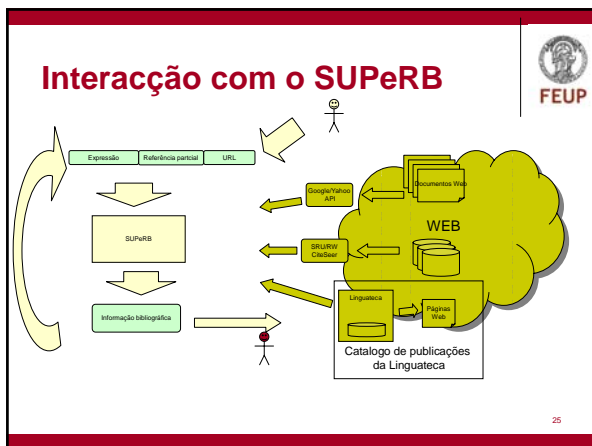 Interacção com o SUPeRB
FEUP
Expressão
Referência partcial
URL
Google/Yahoo
API
Documentos Web
WEB
SUPeRB
SRU/RW
CiteSeer
Linguateca
Páginas
Web
Informação bibliográfica
Catalogo de publicações
da Linguateca
25